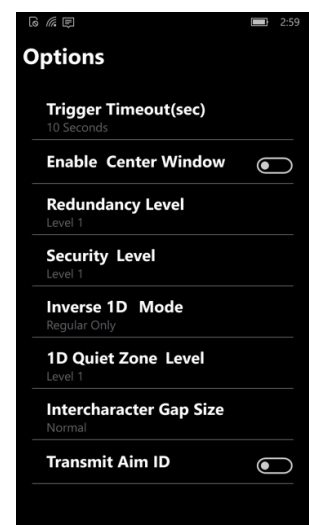 2:59
Options
Trigger Timeout(sec)
10 Seconds
Enable Center Window
Redundancy Level
Level 1
Security Level
Level 1
Inverse 1D Mode
Regular Only
1D Quiet Zone Level
Level 1
Intercharacter Gap Size
Normal
Transmit Aim ID